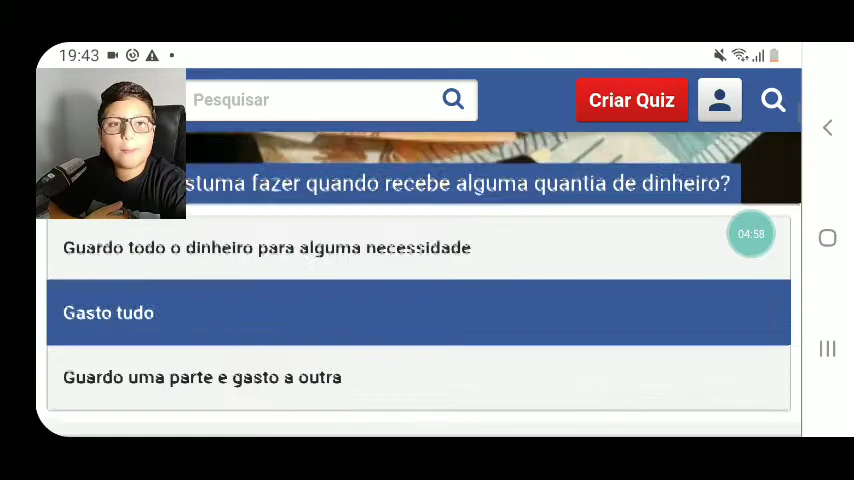 19:43
Pesquisar
Criar Quiz
stuma fazer quando recebe alguma quantia de dinheiro?
04:58
Guardo todo o dinheiro para alguma necessidade
Gasto tudo
Guardo uma parte e gasto a outra